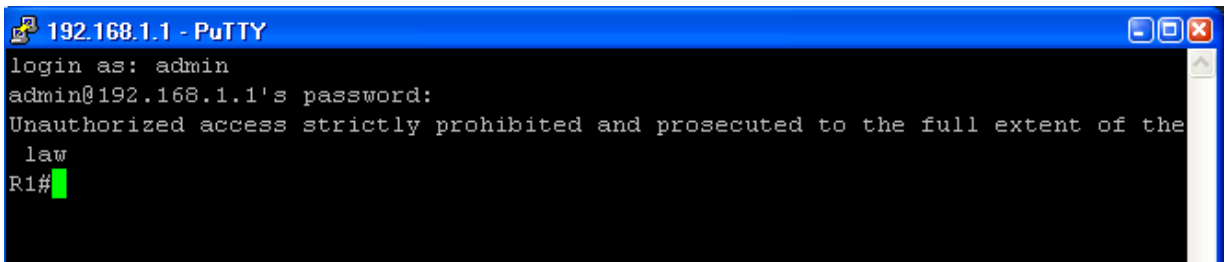 192.168.1.1 - PuTTY
login as: admin
admin@192.168.1.1's password:
Unauthorized access strictly prohibited and prosecuted to the full extent of the
 law
R1#